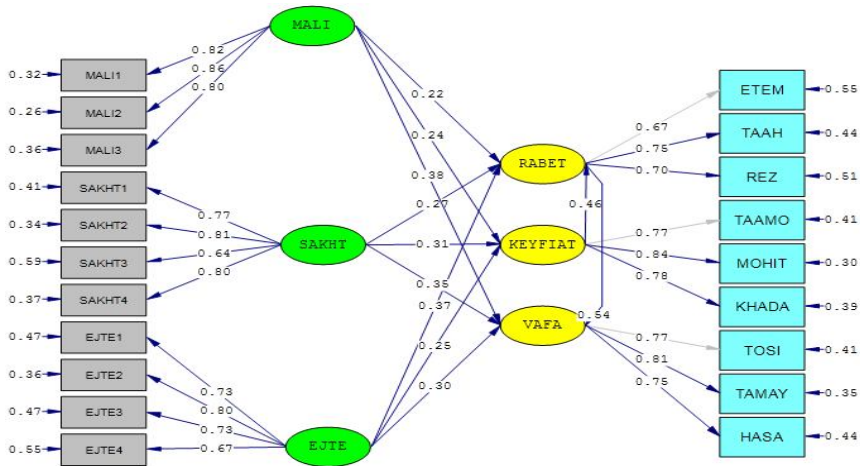 MALI
0.82
0.86
0.80
0.32
MALI1
0.26
MALI2
0.36
MALI3
0.41
SAKHT1
0.34
SAKHT2
0.59
SAKHT3
0.37
SAKHT4
0.47
EJTE1
0.36
EJTE2
0.47
EJTE3
0.55
EJTE4
0.77
0.81
0.64
0.80
SAKHT
0.73
0.80
0.73
0.67
EJTE
0.22
0.24
0.38
0.27
0.31
0.35
0.37
0.25
0.30
RABET
0.46
KEYFIAT
0.54
VAFA
0.67
0.75
0.70
0.77
0.84
0.78
0.77
0.81
0.75
ETEM
0.55
TAAH
0.44
REZ
0.51
TAAMO
0.41
MOHIT
0.30
KHADA
0.39
TOSI
0.41
TAMAY
0.35
HASA
0.44